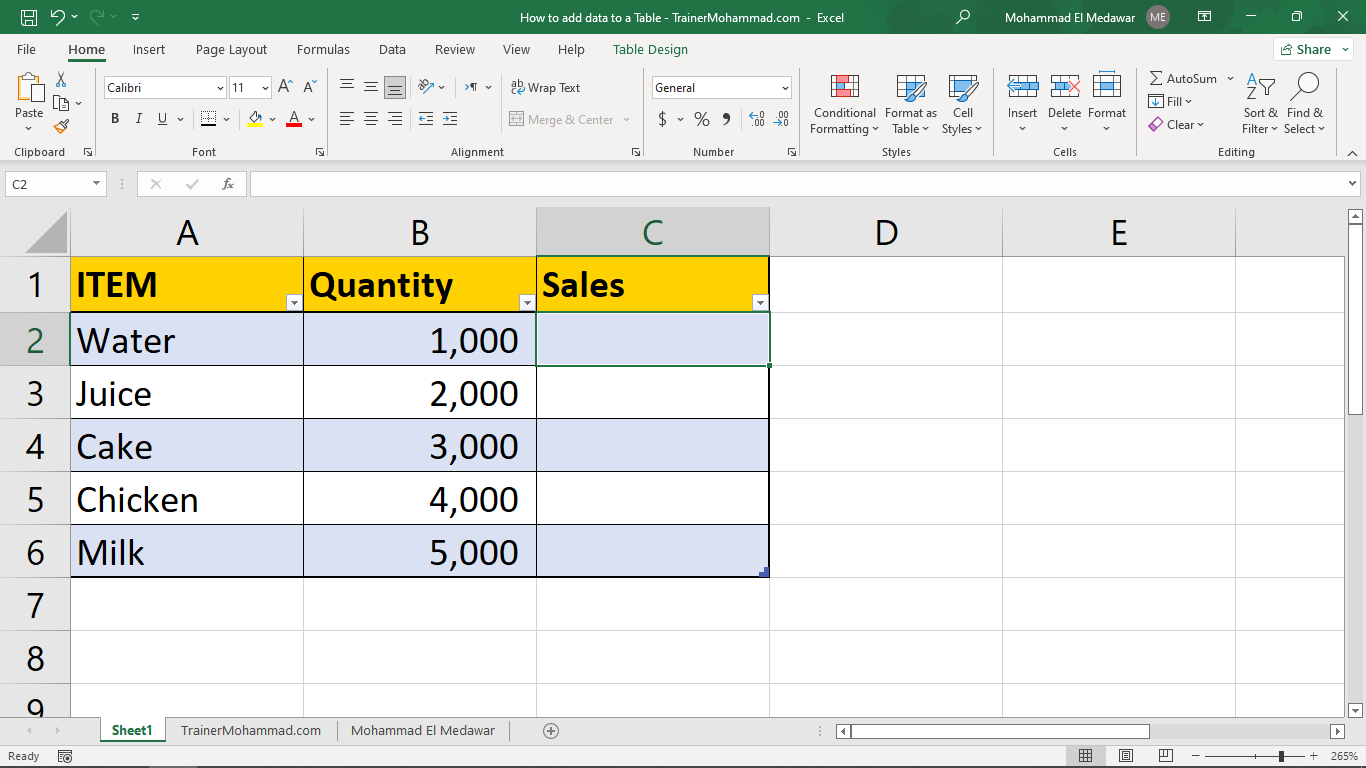 How to add data to a Table - TrainerMohammad.com - Excel
Mohammad El Medawar ME
File Home Insert Page Layout Formulas Data Review View Help Table Design Share
Paste
Calibri 11 A A
B I U A
ab Wrap Text
Merge & Center
General
$ % 9 .00 .00
Conditional Formatting
Format as Table
Cell Styles
Insert Delete Format
AutoSum
Fill
Clear
Sort & Filter
Find & Select
Clipboard Font Alignment Number Styles Cells Editing
C2 fx
A B C D E
1 ITEM Quantity Sales
2 Water 1,000
3 Juice 2,000
4 Cake 3,000
5 Chicken 4,000
6 Milk 5,000
7
8
9
Sheet1 TrainerMohammad.com Mohammad El Medawar
Ready 265%